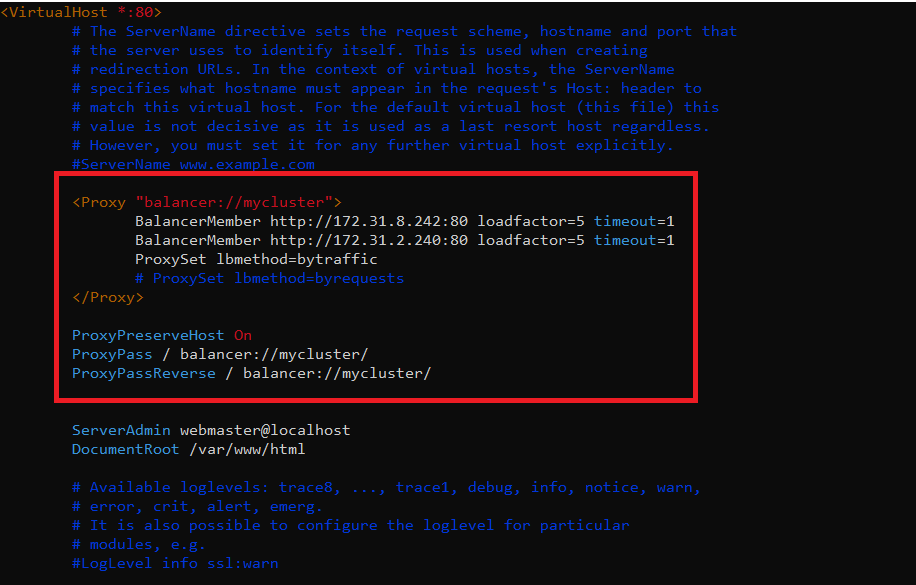 <VirtualHost *:80>
# The ServerName directive sets the request scheme, hostname and port that
# the server uses to identify itself. This is used when creating
# redirection URLs. In the context of virtual hosts, the ServerName
# specifies what hostname must appear in the request's Host: header to
# match this virtual host. For the default virtual host (this file) this
# value is not decisive as it is used as a last resort host regardless.
# However, you must set it for any further virtual host explicitly.
#ServerName www.example.com
<Proxy "balancer://mycluster">
BalancerMember http://172.31.8.242:80 loadfactor=5 timeout=1
BalancerMember http://172.31.2.240:80 loadfactor=5 timeout=1
ProxySet lbmethod=bytraffic
# ProxySet lbmethod=byrequests
</Proxy>
ProxyPreserveHost On
ProxyPass / balancer://mycluster/
ProxyPassReverse / balancer://mycluster/
ServerAdmin webmaster@localhost
DocumentRoot /var/www/html
# Available loglevels: trace8, ..., trace1, debug, info, notice, warn,
# error, crit, alert, emerg.
# It is also possible to configure the loglevel for particular
# modules, e.g.
#LogLevel info ssl:warn